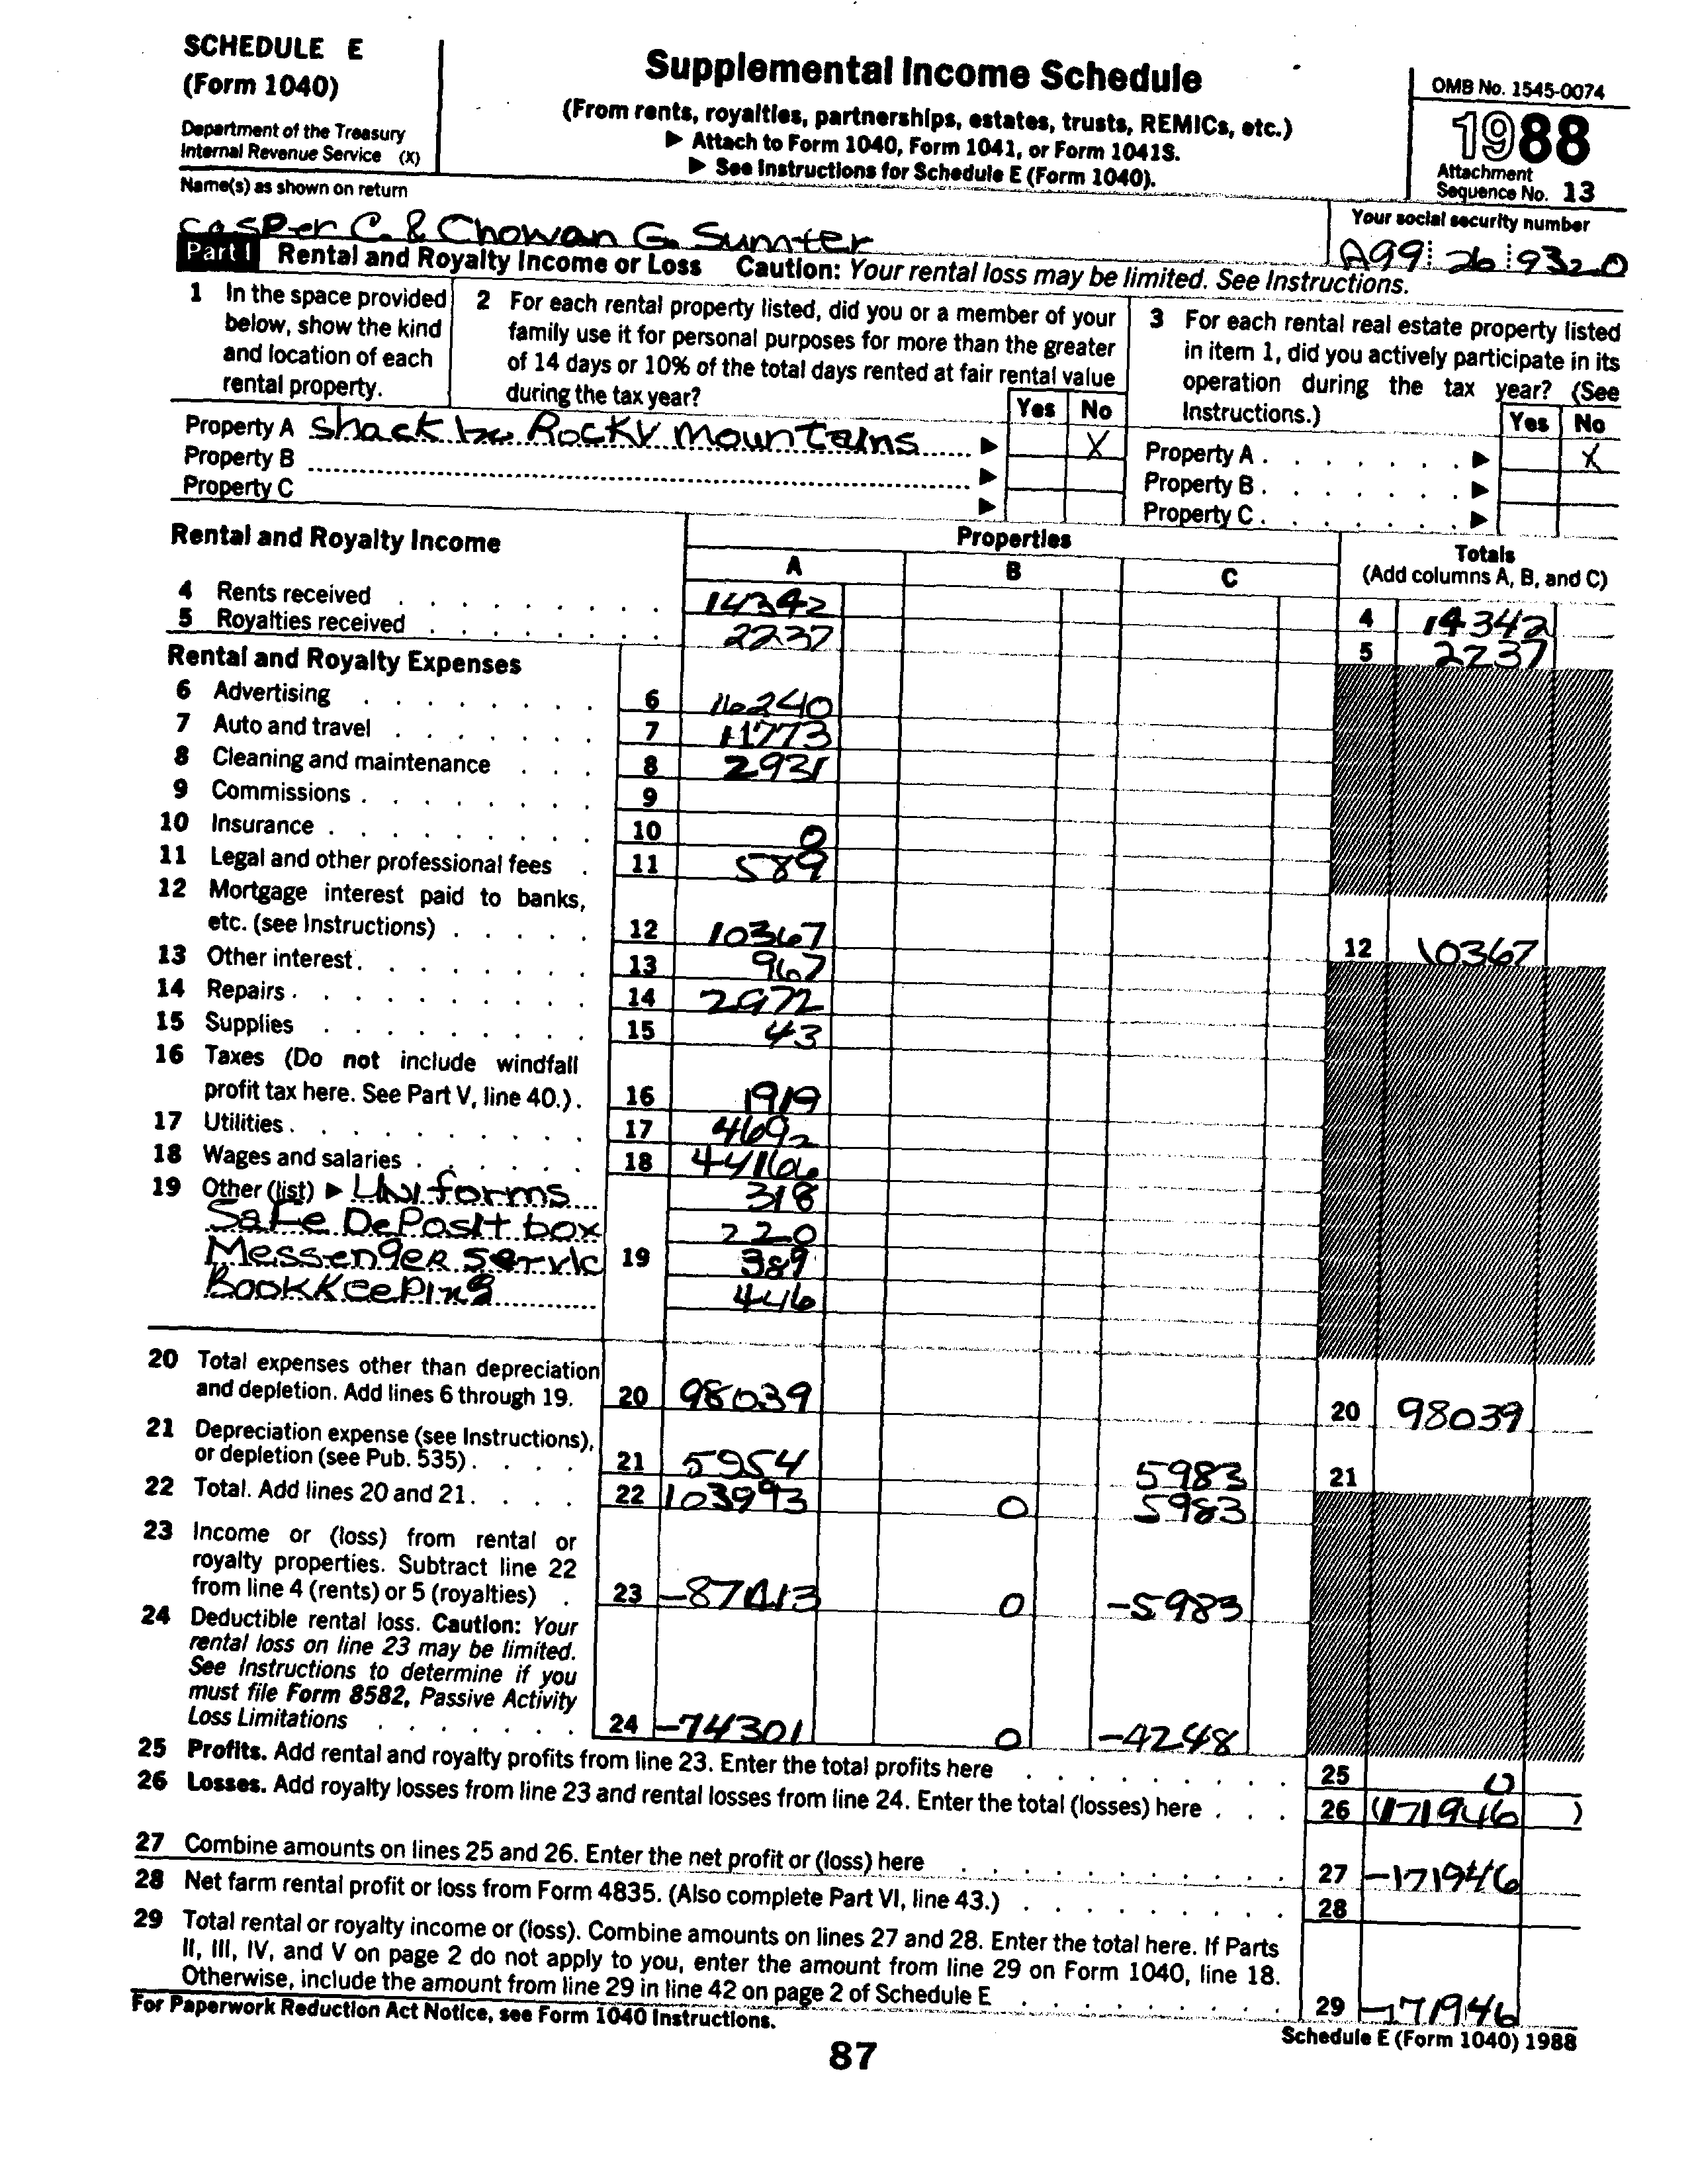 SCHEDULE E
(Form 1040)
Department of the Treasury
Internal Revenue Service (X)
Supplemental Income Schedule
(From rents, royalties, partnerships, estates, trusts, REMICs, etc.)
▶ Attach to Form 1040, Form 1041, or Form 1041S.
▶ See Instructions for Schedule E (Form 1040).
OMB No. 1545-0074
1988
Attachment
Sequence No. 13
Name(s) as shown on return
Casper C. & Chowan G. Sumter
Your social security number
A99 26 9320
Part I Rental and Royalty Income or Loss Caution: Your rental loss may be limited. See Instructions.
1 In the space provided
below, show the kind
and location of each
rental property.
2 For each rental property listed, did you or a member of your
family use it for personal purposes for more than the greater
of 14 days or 10% of the total days rented at fair rental value
during the tax year?
Yes No
3 For each rental real estate property listed
in item 1, did you actively participate in its
operation during the tax year? (See
Instructions.)
Yes No
Property A Shack in Rocky Mountains ▶ X
Property B ▶
Property C ▶
Property A . . . . . . . ▶ X
Property B . . . . . . . ▶
Property C . . . . . . . ▶
Rental and Royalty Income
Properties
A B C
Totals
(Add columns A, B, and C)
4 Rents received 14342 4 14342
5 Royalties received 2237 5 2237
Rental and Royalty Expenses
6 Advertising 6 16240
7 Auto and travel 7 11773
8 Cleaning and maintenance 8 2931
9 Commissions 9
10 Insurance 10 0
11 Legal and other professional fees 11 589
12 Mortgage interest paid to banks,
etc. (see Instructions) 12 10367 12 10367
13 Other interest 13 967
14 Repairs 14 2972
15 Supplies 15 43
16 Taxes (Do not include windfall
profit tax here. See Part V, line 40.) 16 1919
17 Utilities 17 4692
18 Wages and salaries 18 44166
19 Other (list) ▶ Uniforms 318
Safe Deposit box 220
Messenger Servic 19 389
Bookkeeping 446
20 Total expenses other than depreciation
and depletion. Add lines 6 through 19. 20 98039 20 98039
21 Depreciation expense (see Instructions),
or depletion (see Pub. 535) 21 5954 5983 21
22 Total. Add lines 20 and 21 22 103993 0 5983
23 Income or (loss) from rental or
royalty properties. Subtract line 22
from line 4 (rents) or 5 (royalties) 23 -87413 0 -5983
24 Deductible rental loss. Caution: Your
rental loss on line 23 may be limited.
See Instructions to determine if you
must file Form 8582, Passive Activity
Loss Limitations 24 -74301 0 -4248
25 Profits. Add rental and royalty profits from line 23. Enter the total profits here 25 0
26 Losses. Add royalty losses from line 23 and rental losses from line 24. Enter the total (losses) here 26 (171946)
27 Combine amounts on lines 25 and 26. Enter the net profit or (loss) here 27 -171946
28 Net farm rental profit or loss from Form 4835. (Also complete Part VI, line 43.) 28
29 Total rental or royalty income or (loss). Combine amounts on lines 27 and 28. Enter the total here. If Parts
II, III, IV, and V on page 2 do not apply to you, enter the amount from line 29 on Form 1040, line 18.
Otherwise, include the amount from line 29 in line 42 on page 2 of Schedule E 29 -171946
For Paperwork Reduction Act Notice, see Form 1040 Instructions.
Schedule E (Form 1040) 1988
87